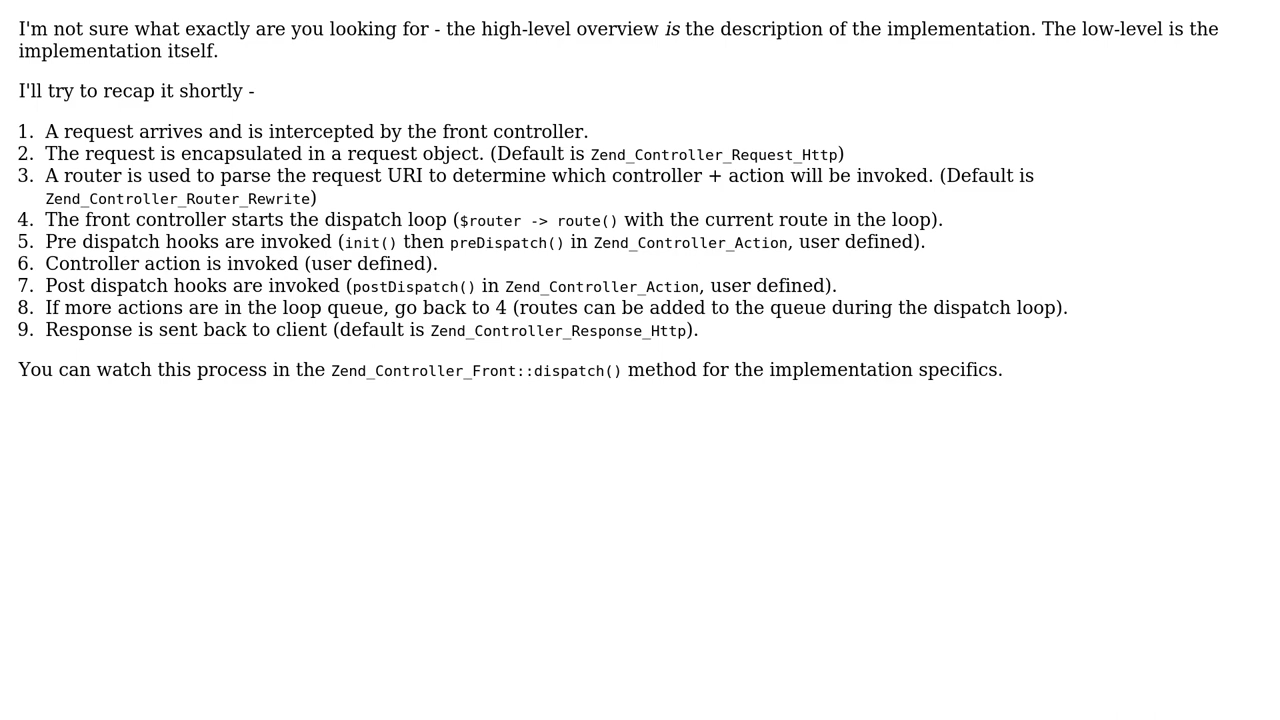 I'm not sure what exactly are you looking for - the high-level overview is the description of the implementation. The low-level is the
implementation itself.
I'll try to recap it shortly -
1. A request arrives and is intercepted by the front controller.
2. The request is encapsulated in a request object. (Default is Zend_Controller_Request_Http)
3. A router is used to parse the request URI to determine which controller + action will be invoked. (Default is
Zend_Controller_Router_Rewrite)
4. The front controller starts the dispatch loop ($router -> route() with the current route in the loop).
5. Pre dispatch hooks are invoked (init() then preDispatch() in Zend_Controller_Action, user defined).
6. Controller action is invoked (user defined).
7. Post dispatch hooks are invoked (postDispatch() in Zend_Controller_Action, user defined).
8. If more actions are in the loop queue, go back to 4 (routes can be added to the queue during the dispatch loop).
9. Response is sent back to client (default is Zend_Controller_Response_Http).
You can watch this process in the Zend_Controller_Front::dispatch() method for the implementation specifics.